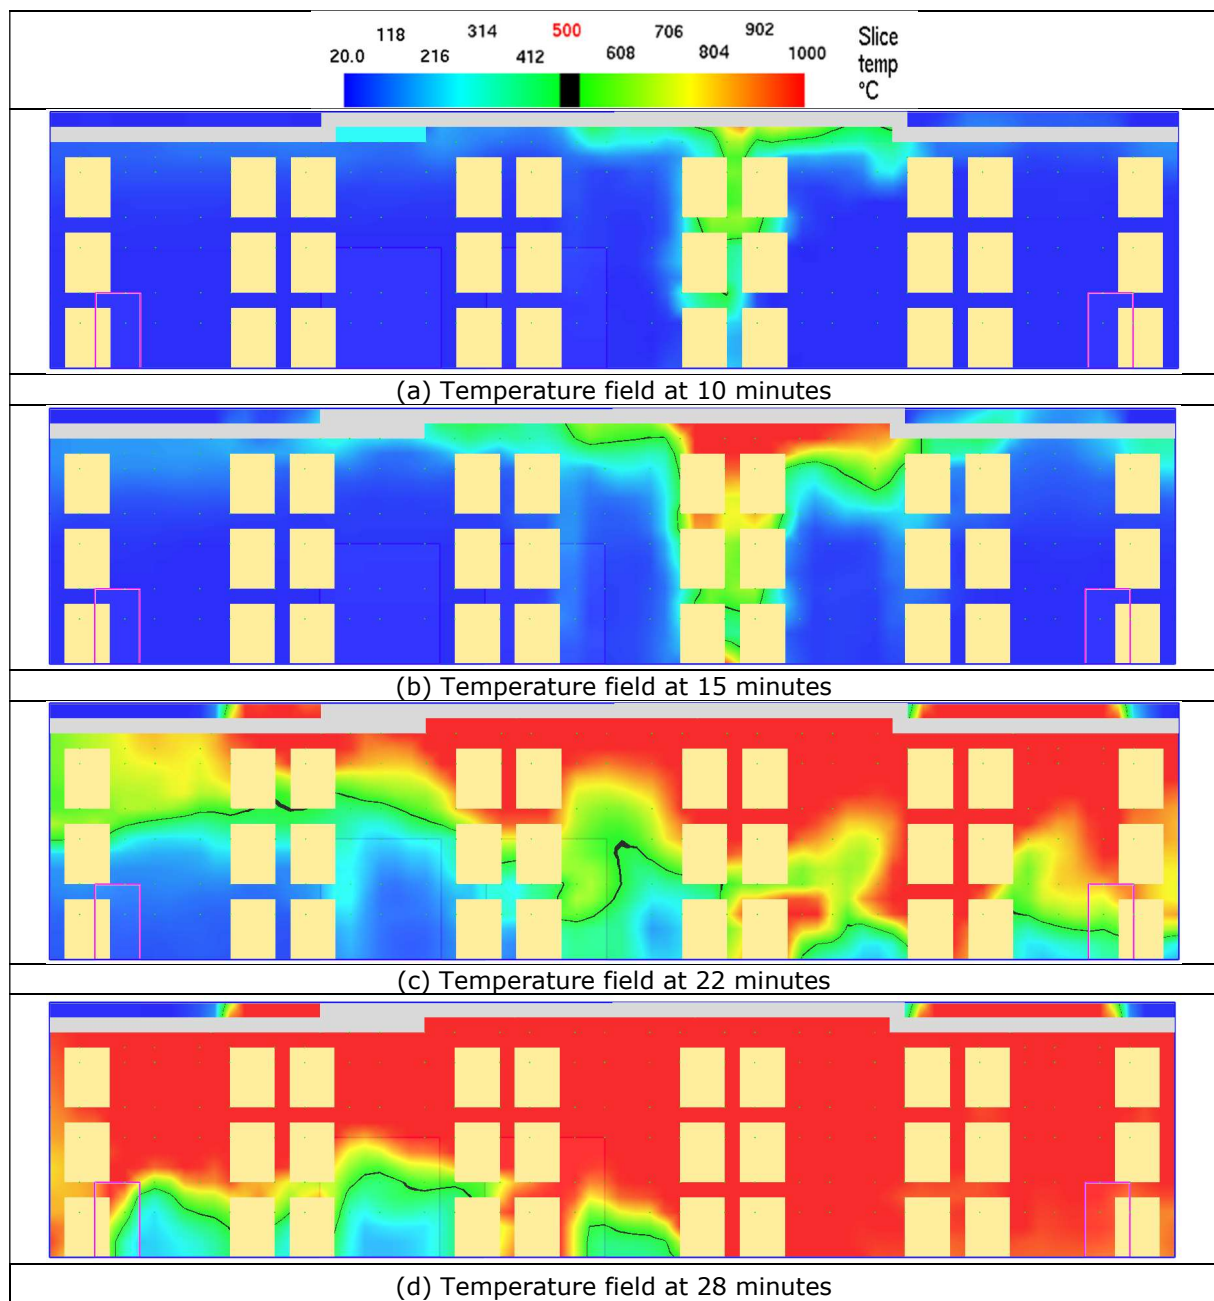 118 314 500 706 902
20.0 216 412 608 804 1000
Slice
temp
°C
(a) Temperature field at 10 minutes
(b) Temperature field at 15 minutes
(c) Temperature field at 22 minutes
(d) Temperature field at 28 minutes